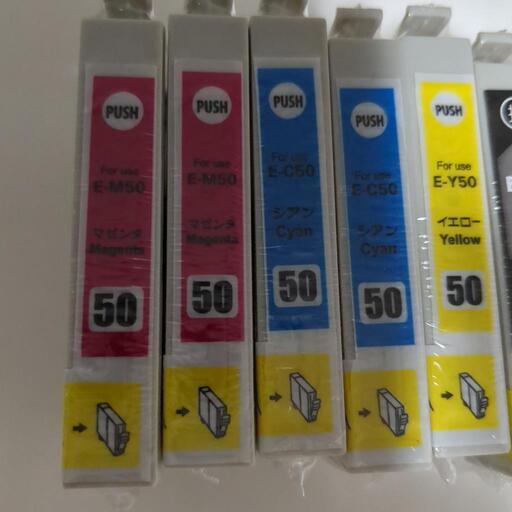 PUSH
For use
E-M50
マゼンタ
Magenta
50
PUSH
For use
E-M50
マゼンタ
Magenta
50
PUSH
For use
E-C50
シアン
Cyan
50
PUSH
For use
E-C50
シアン
Cyan
50
PUSH
For use
E-Y50
イエロー
Yellow
50